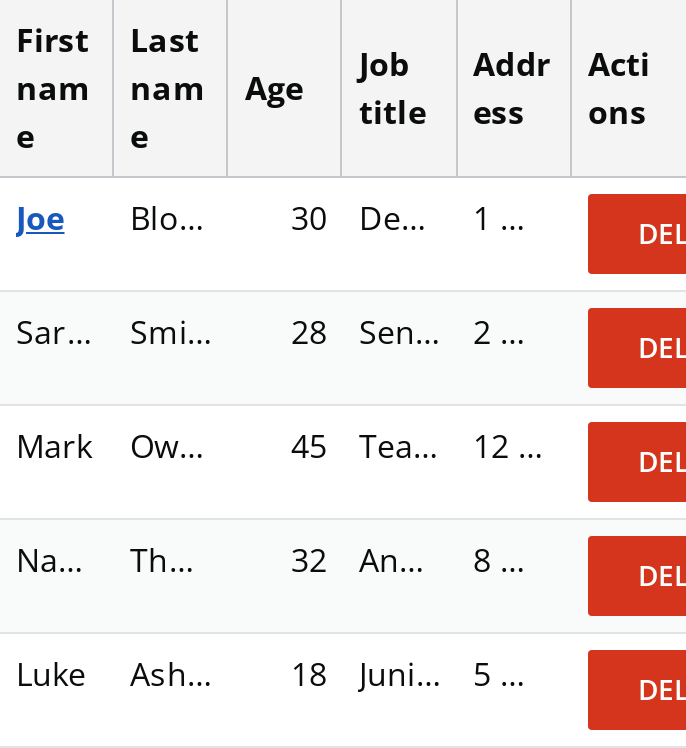 First name Last name Age Job title Address Actions
Joe Blo... 30 De... 1 ... DEL
Sar... Smi... 28 Sen... 2 ... DEL
Mark Ow... 45 Tea... 12 ... DEL
Na... Th... 32 An... 8 ... DEL
Luke Ash... 18 Juni... 5 ... DEL